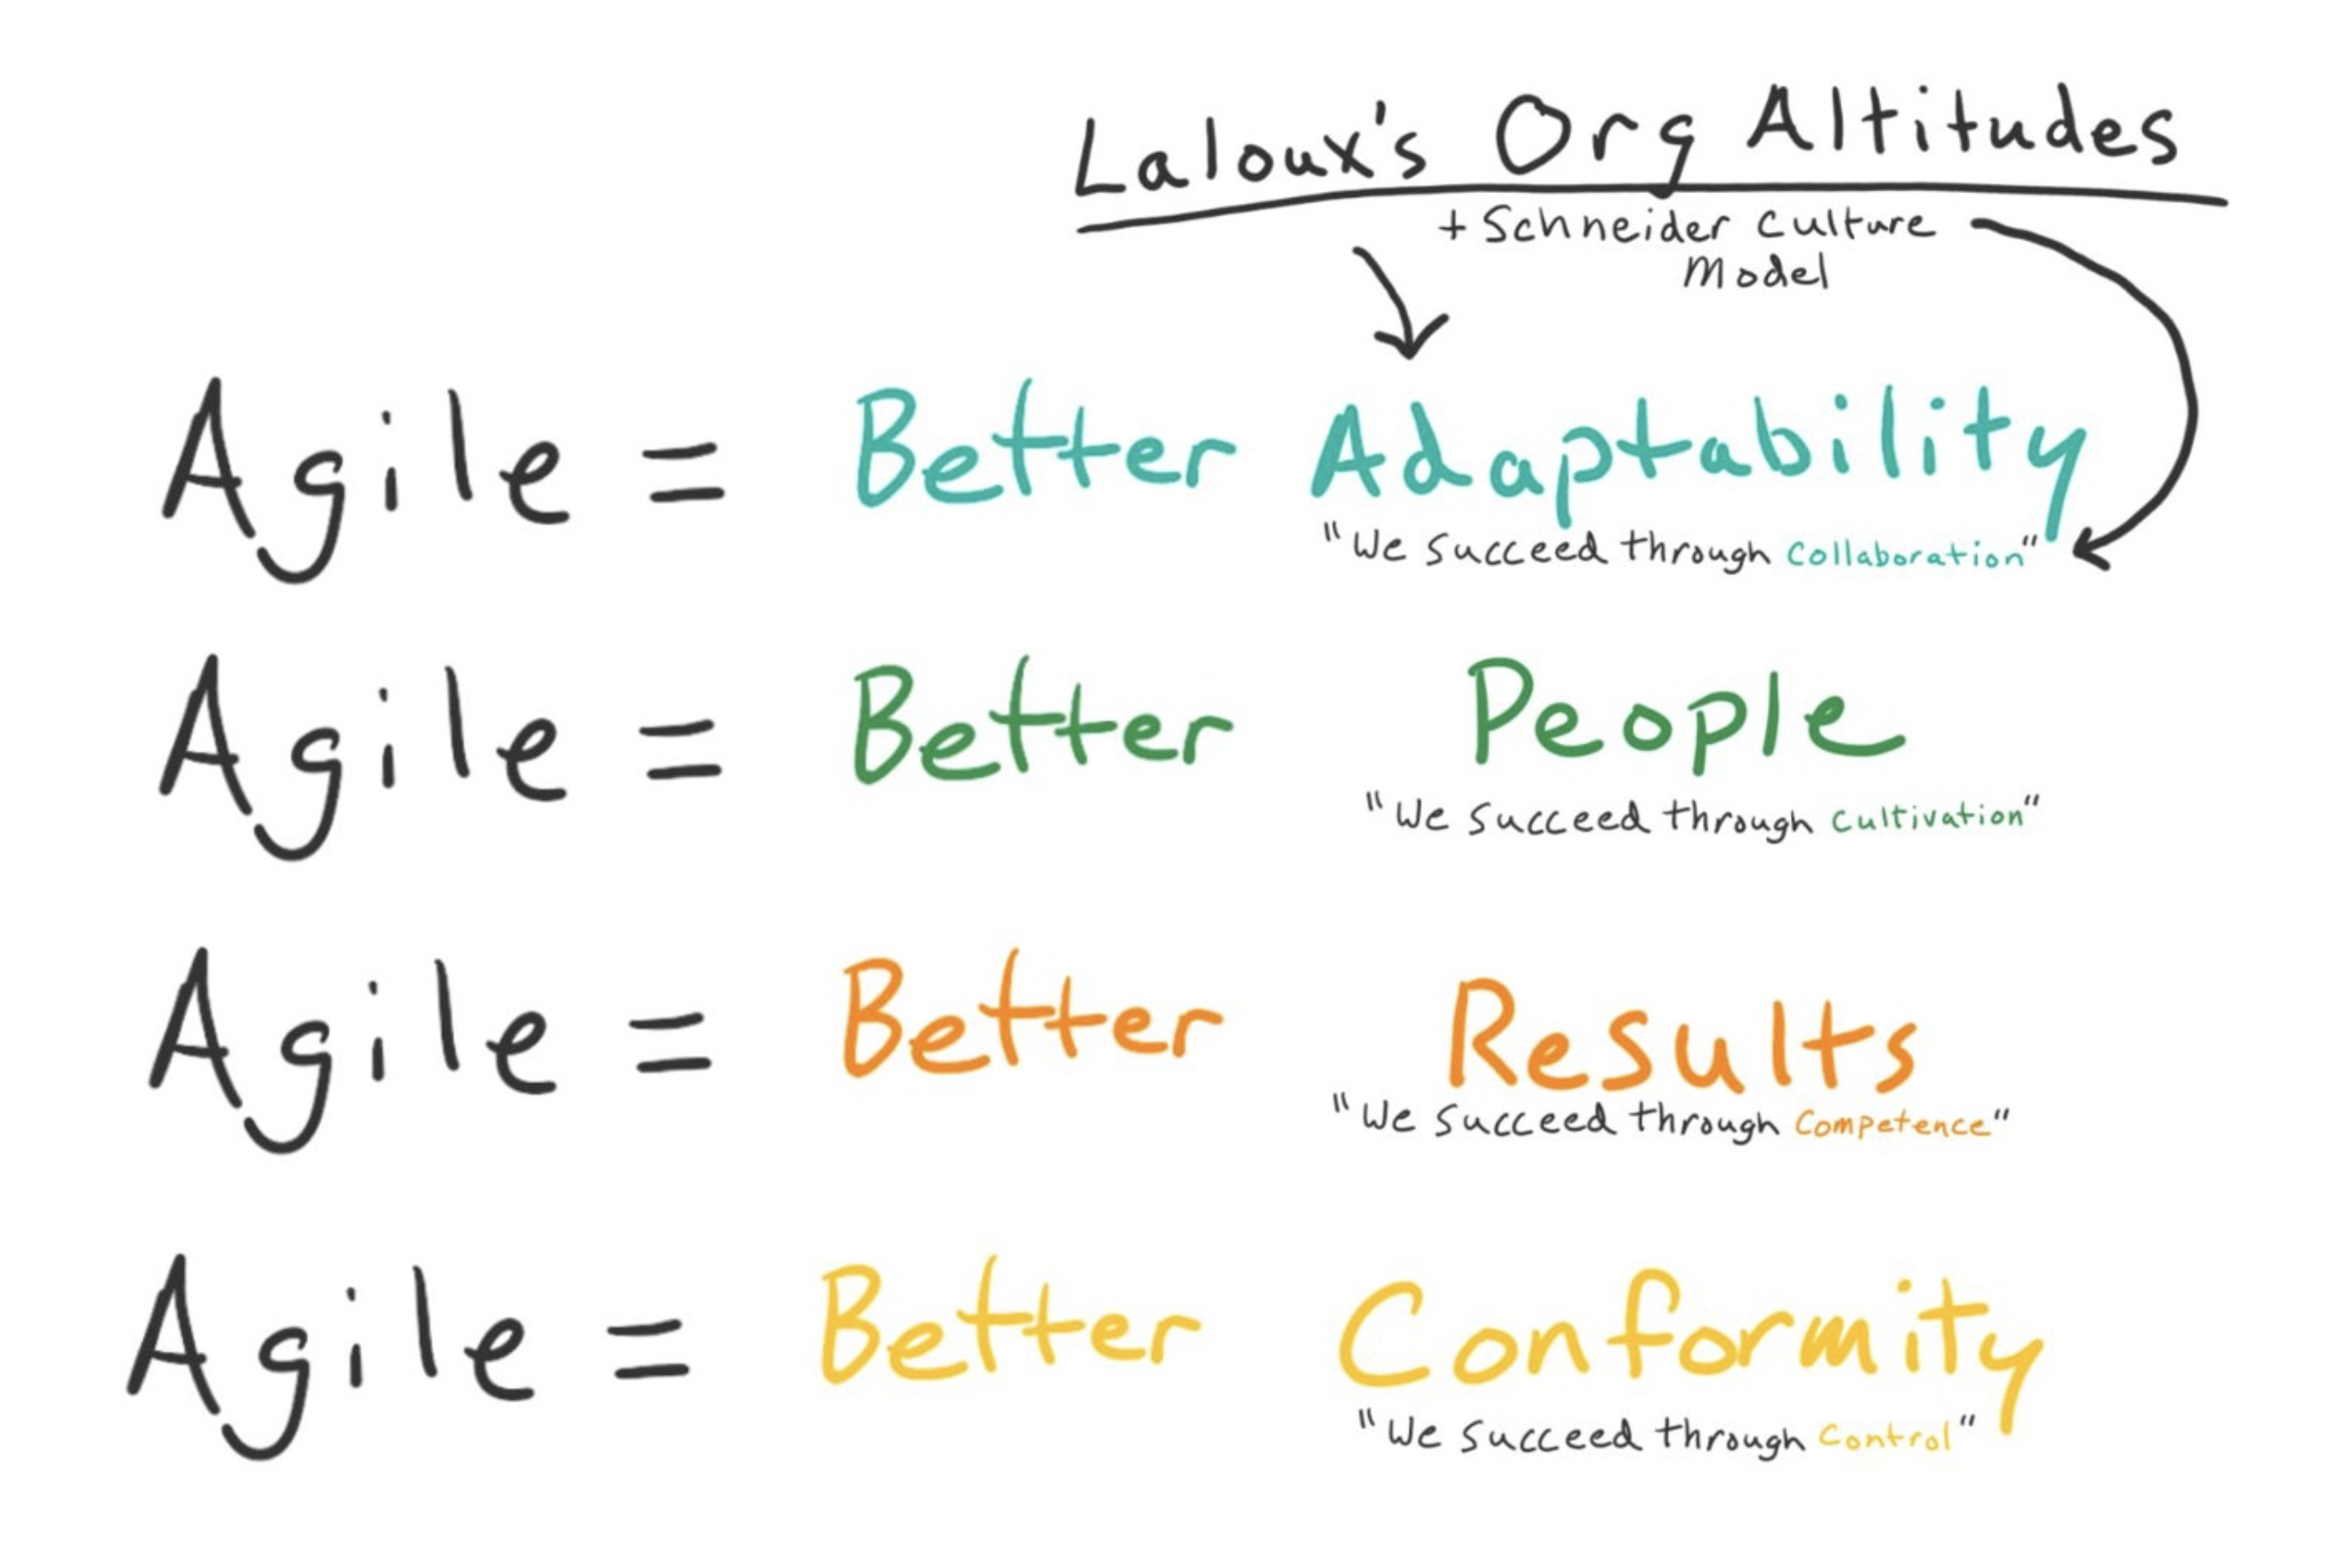 Laloux's Org Altitudes
+ Schneider Culture
Model
Agile = Better Adaptability
"We succeed through Collaboration"
Agile = Better People
"We succeed through Cultivation"
Agile = Better Results
"We succeed through Competence"
Agile = Better Conformity
"We succeed through Control"